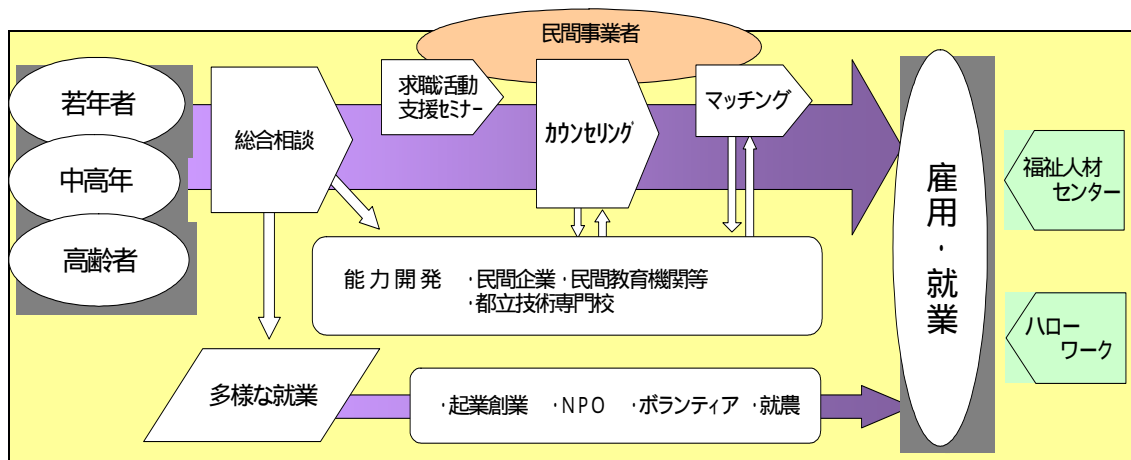 民間事業者
若年者
中高年
高齢者
総合相談
求職活動
支援セミナー
カウンセリング
マッチング
能力開発 ・民間企業・民間教育機関等
・都立技術専門校
多様な就業
・起業創業 ・NPO ・ボランティア ・就農
雇用・就業
福祉人材
センター
ハロー
ワーク